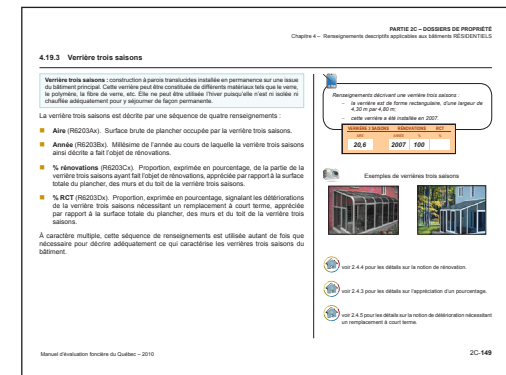 PARTIE 2C – DOSSIERS DE PROPRIÉTÉ
Chapitre 4 – Renseignements descriptifs applicables aux bâtiments RÉSIDENTIELS
4.19.3 Verrière trois saisons
Verrière trois saisons : construction à parois translucides installée en permanence sur une issue
du bâtiment principal. Cette verrière peut être constituée de différents matériaux tels que le verre,
le polymère, la fibre de verre, etc. Elle ne peut être utilisée l'hiver puisqu'elle n'est ni isolée ni
chauffée adéquatement pour y séjourner de façon permanente.
La verrière trois saisons est décrite par une séquence de quatre renseignements :
Aire (R6203Ax). Surface brute de plancher occupée par la verrière trois saisons.
Année (R6203Bx). Millésime de l'année au cours de laquelle la verrière trois saisons
ainsi décrite a fait l'objet de rénovations.
% rénovations (R6203Cx). Proportion, exprimée en pourcentage, de la partie de la
verrière trois saisons ayant fait l'objet de rénovations, appréciée par rapport à la surface
totale du plancher, des murs et du toit de la verrière trois saisons.
% RCT (R6203Dx). Proportion, exprimée en pourcentage, signalant les détériorations
de la verrière trois saisons nécessitant un remplacement à court terme, appréciée
par rapport à la surface totale du plancher, des murs et du toit de la verrière trois
saisons.
À caractère multiple, cette séquence de renseignements est utilisée autant de fois que
nécessaire pour décrire adéquatement ce qui caractérise les verrières trois saisons du
bâtiment.
Renseignements décrivant une verrière trois saisons :
– la verrière est de forme rectangulaire, d'une largeur de
4,30 m par 4,80 m;
– cette verrière a été installée en 2007.
VERRIÈRE 3 SAISONS RÉNOVATIONS RCT
AIRE ANNÉE % %
20,6 2007 100
Exemples de verrières trois saisons
voir 2.4.4 pour les détails sur la notion de rénovation.
voir 2.4.3 pour les détails sur l'appréciation d'un pourcentage.
voir 2.4.5 pour les détails sur la notion de détérioration nécessitant
un remplacement à court terme.
Manuel d'évaluation foncière du Québec – 2010
2C-149